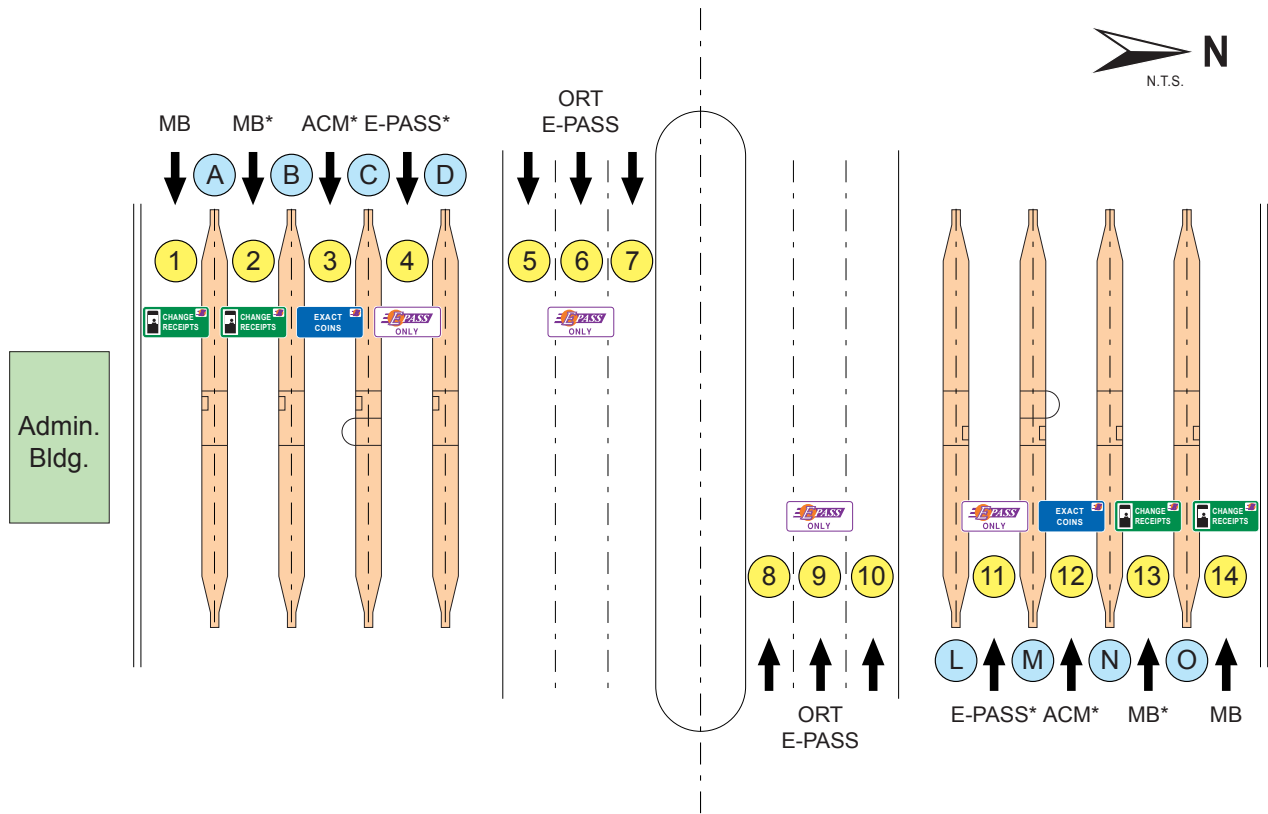 N
N.T.S.
ORT
E-PASS
MB
MB*
ACM*
E-PASS*
A
B
C
D
1
2
3
4
5
6
7
CHANGE
RECEIPTS
CHANGE
RECEIPTS
EXACT
COINS
E PASS
ONLY
E PASS
ONLY
Admin.
Bldg.
E PASS
ONLY
E PASS
ONLY
EXACT
COINS
CHANGE
RECEIPTS
CHANGE
RECEIPTS
8
9
10
11
12
13
14
L
M
N
O
ORT
E-PASS
E-PASS*
ACM*
MB*
MB